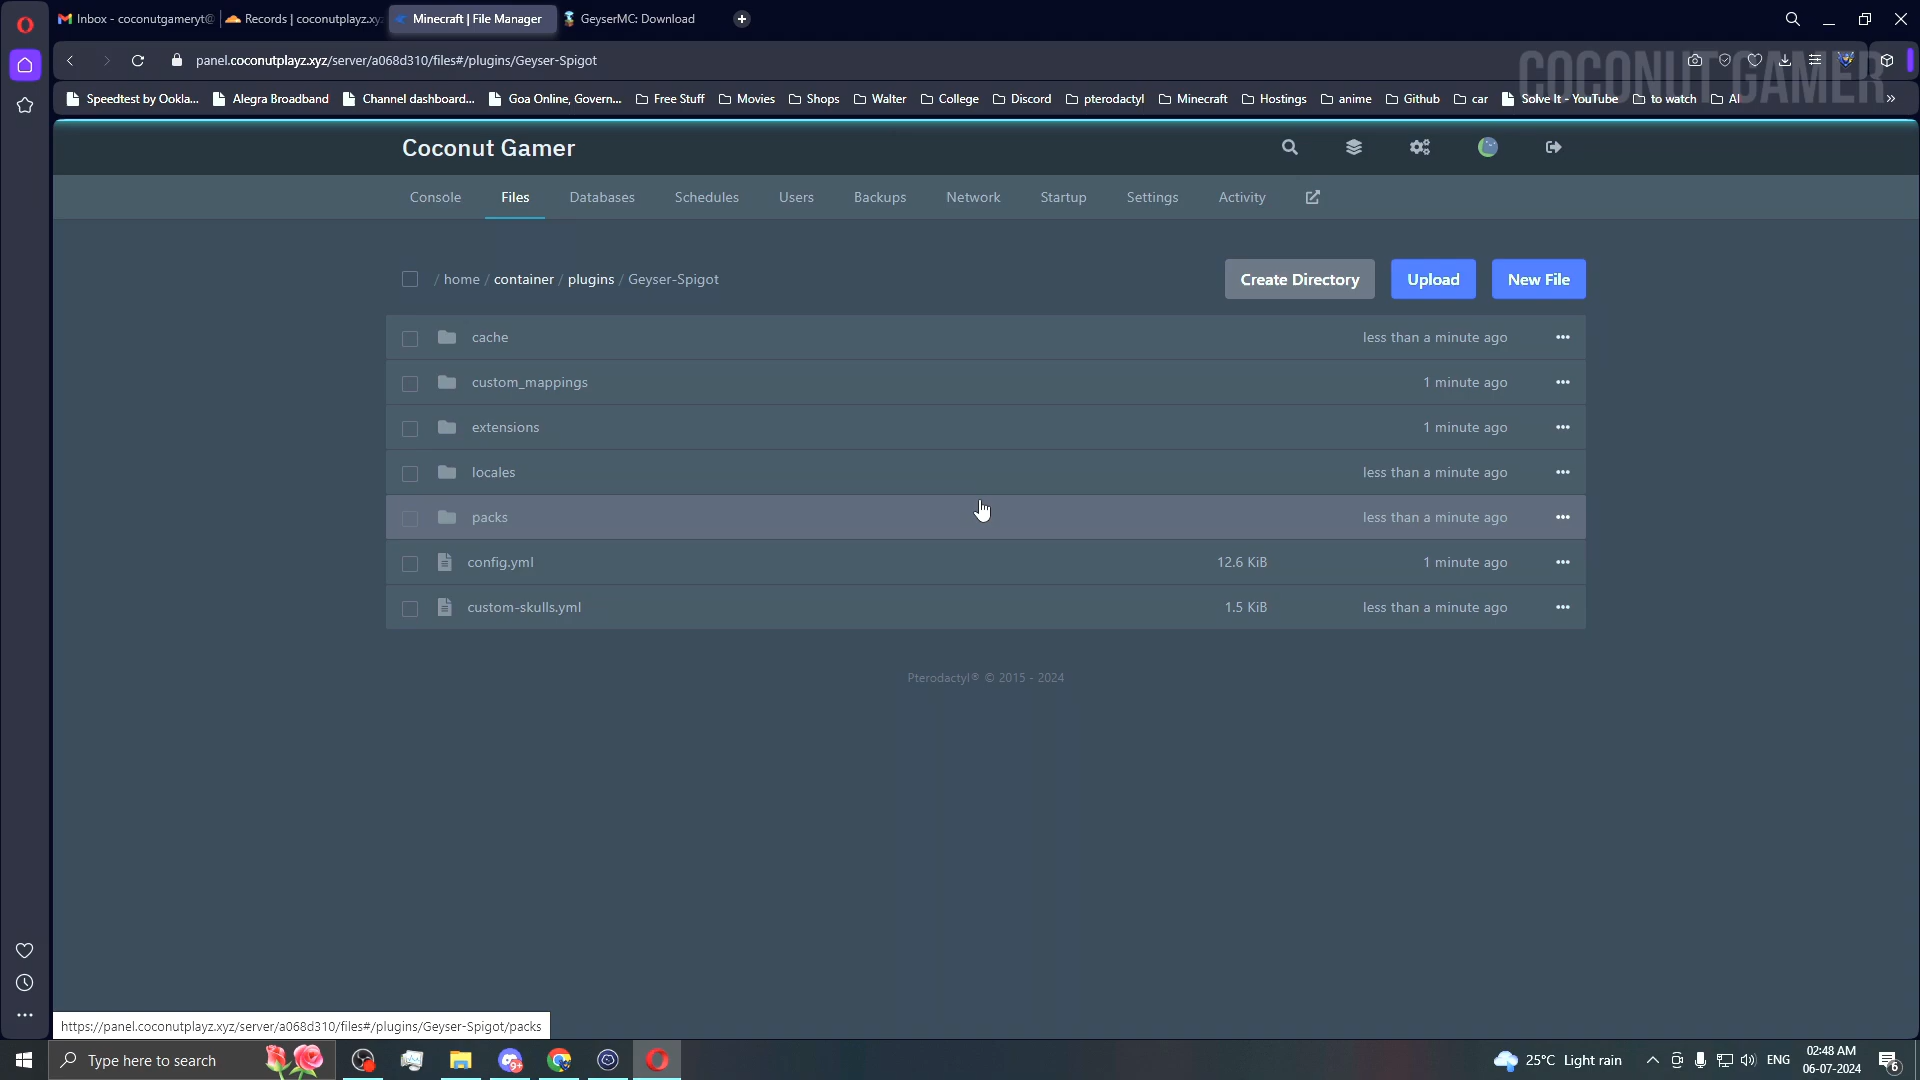 Inbox - coconutgameryt@
Records | coconutplayz.xy
Minecraft | File Manager
GeyserMC: Download
panel.coconutplayz.xyz/server/a068d310/files#/plugins/Geyser-Spigot
COCONUT GAMER
Speedtest by Ookla...
Alegra Broadband
Channel dashboard...
Goa Online, Govern...
Free Stuff
Movies
Shops
Walter
College
Discord
pterodactyl
Minecraft
Hostings
anime
Github
car
Solve It - YouTube
to watch
AI
»
Coconut Gamer
Console
Files
Databases
Schedules
Users
Backups
Network
Startup
Settings
Activity
/ home / container / plugins / Geyser-Spigot
Create Directory
Upload
New File
cache less than a minute ago
custom_mappings 1 minute ago
extensions 1 minute ago
locales less than a minute ago
packs less than a minute ago
config.yml 12.6 KiB 1 minute ago
custom-skulls.yml 1.5 KiB less than a minute ago
Pterodactyl® © 2015 - 2024
https://panel.coconutplayz.xyz/server/a068d310/files#/plugins/Geyser-Spigot/packs
Type here to search
9+
25°C Light rain
ENG
02:48 AM
06-07-2024
6